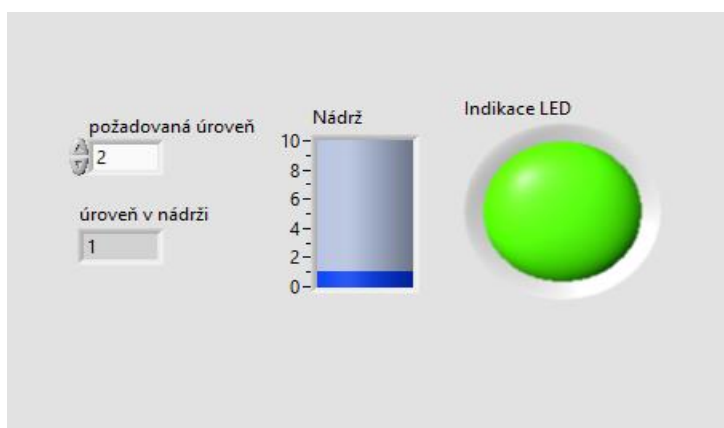 požadovaná úroveň
2
úroveň v nádrži
1
Nádrž
10
8
6
4
2
0
Indikace LED